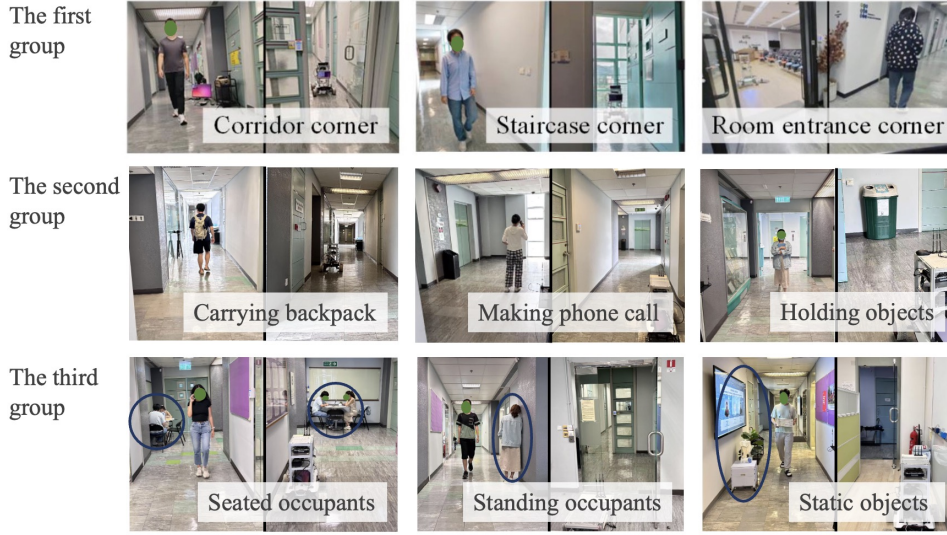 The first
group
Corridor corner
Staircase corner
Room entrance corner
The second
group
Carrying backpack
Making phone call
Holding objects
The third
group
Seated occupants
Standing occupants
Static objects